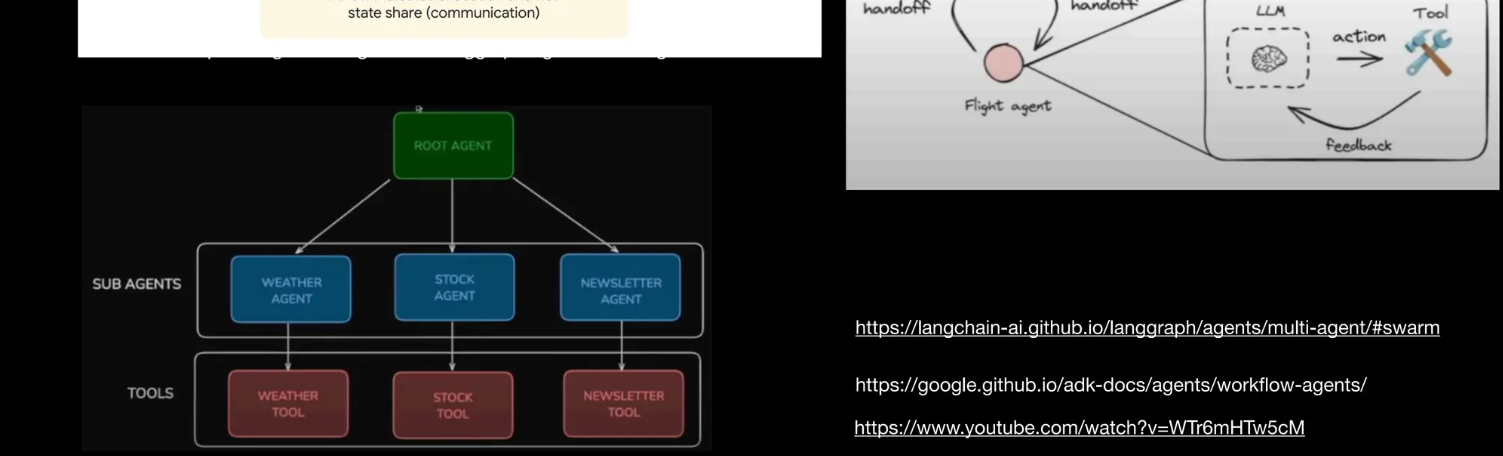 state share (communication)
handoff
handoff
LLM
Tool
action
Flight agent
feedback
ROOT AGENT
SUB AGENTS
WEATHER
AGENT
STOCK
AGENT
NEWSLETTER
AGENT
TOOLS
WEATHER
TOOL
STOCK
TOOL
NEWSLETTER
TOOL
https://langchain-ai.github.io/langgraph/agents/multi-agent/#swarm
https://google.github.io/adk-docs/agents/workflow-agents/
https://www.youtube.com/watch?v=WTr6mHTw5cM